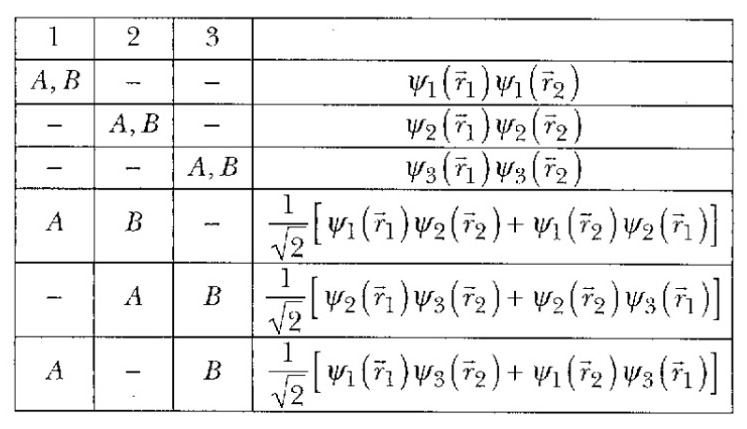 1 2 3
A, B – – ψ₁(r⃗₁)ψ₁(r⃗₂)
– A, B – ψ₂(r⃗₁)ψ₂(r⃗₂)
– – A, B ψ₃(r⃗₁)ψ₃(r⃗₂)
A B – 1/√2[ψ₁(r⃗₁)ψ₂(r⃗₂) + ψ₁(r⃗₂)ψ₂(r⃗₁)]
– A B 1/√2[ψ₂(r⃗₁)ψ₃(r⃗₂) + ψ₂(r⃗₂)ψ₃(r⃗₁)]
A – B 1/√2[ψ₁(r⃗₁)ψ₃(r⃗₂) + ψ₁(r⃗₂)ψ₃(r⃗₁)]